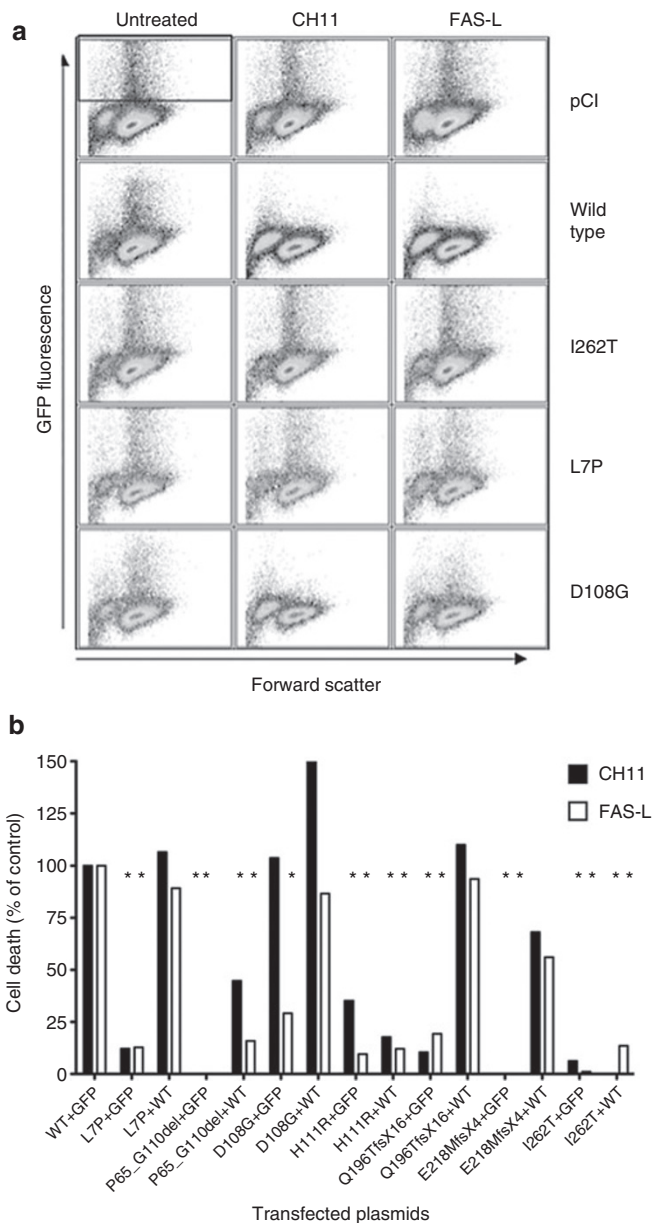 a
Untreated CH11 FAS-L
pCI
Wild
type
I262T
L7P
D108G
GFP fluorescence
Forward scatter
b
Cell death (% of control)
150
125
100
75
50
25
0
CH11
FAS-L
* * ** * * * * * * * * * * * * * * *
WT+GFP
L7P+GFP
L7P+WT
P65_G110del+GFP
P65_G110del+WT
D108G+GFP
D108G+WT
H111R+GFP
H111R+WT
Q196TfsX16+GFP
Q196TfsX16+WT
E218MfsX4+GFP
E218MfsX4+WT
I262T+GFP
I262T+WT
Transfected plasmids